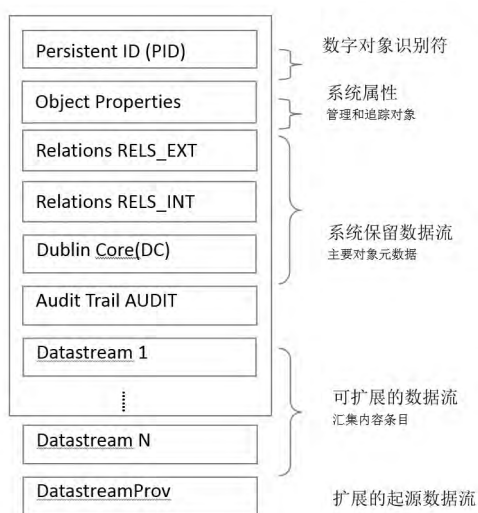 Persistent ID (PID)
数字对象识别符
Object Properties
系统属性
管理和追踪对象
Relations RELS_EXT
Relations RELS_INT
Dublin Core(DC)
系统保留数据流
主要对象元数据
Audit Trail AUDIT
Datastream 1
可扩展的数据流
汇集内容条目
Datastream N
DatastreamProv
扩展的起源数据流